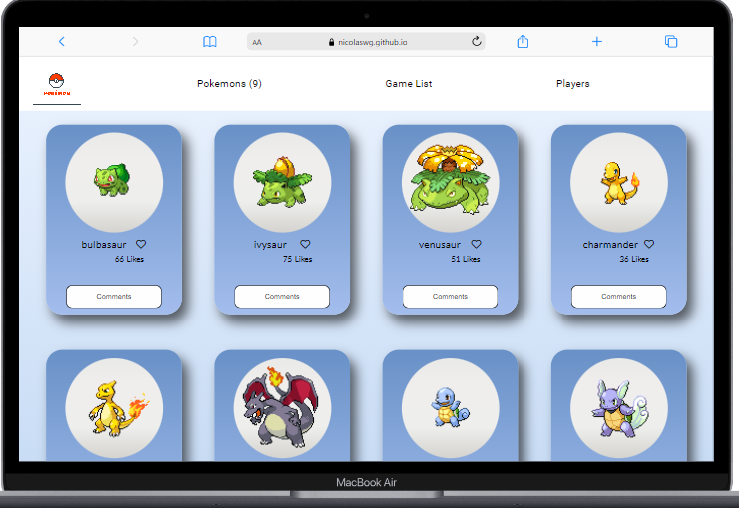 AA
nicolaswg.github.io
POKÉMON
Pokemons (9)
Game List
Players
bulbasaur
66 Likes
Comments
ivysaur
75 Likes
Comments
venusaur
51 Likes
Comments
charmander
36 Likes
Comments
MacBook Air